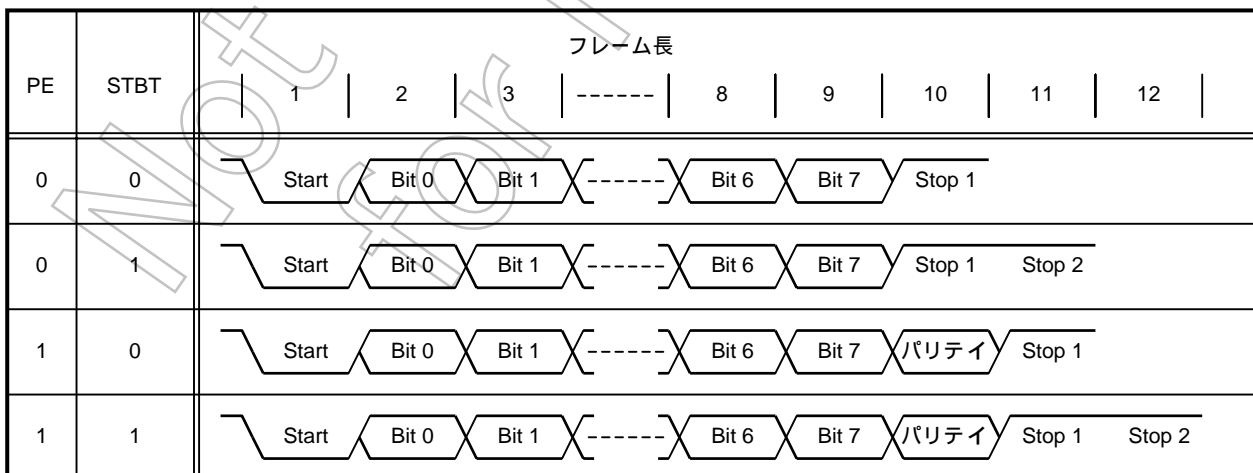 フレーム長
PE STBT 1 2 3 ------ 8 9 10 11 12
0 0 Start Bit 0 Bit 1 ------ Bit 6 Bit 7 Stop 1
0 1 Start Bit 0 Bit 1 ------ Bit 6 Bit 7 Stop 1 Stop 2
1 0 Start Bit 0 Bit 1 ------ Bit 6 Bit 7 パリテイ Stop 1
1 1 Start Bit 0 Bit 1 ------ Bit 6 Bit 7 パリテイ Stop 1 Stop 2
Not
for